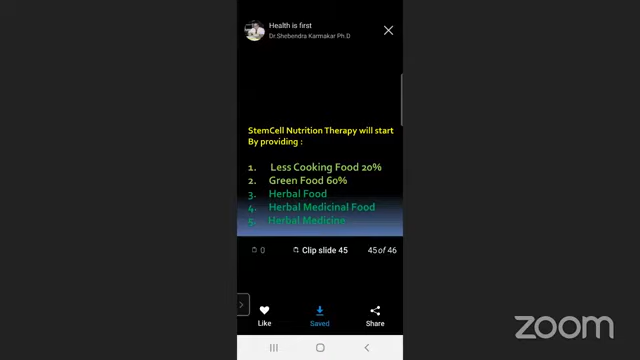 Health is first
Dr.Shebendra Karmakar Ph.D
StemCell Nutrition Therapy will start
By providing :
1. Less Cooking Food 20%
2. Green Food 60%
3. Herbal Food
4. Herbal Medicinal Food
5. Herbal Medicine
0 Clip slide 45 45 of 46
Like Saved Share
zoom